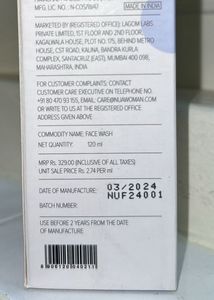 MFG LIC. NO.
MADE IN INDIA
MARKETED BY (REGISTERED OFFICE): LAGOM LABS
PRIVATE LIMITED, 1ST FLOOR AND 2ND FLOOR,
KAGALWALA HOUSE, PLOT NO. 175, BEHIND METRO
HOUSE, CST ROAD, KALINA, BANDRA KURLA
COMPLEX, SANTACRUZ (EAST), MUMBAI 400 098,
MAHARASHTRA, INDIA
FOR CUSTOMER COMPLAINTS: CONTACT
CUSTOMER CARE EXECUTIVE ON TELEPHONE NO.
+91 80 470 93 155, EMAIL: CARE@NUAWOMAN.COM
OR WRITE TO US AT THE REGISTERED OFFICE
ADDRESS GIVEN ABOVE
COMMODITY NAME: FACE WASH
NET QUANTITY: 120 ml
MRP Rs. 329.00 (INCLUSIVE OF ALL TAXES)
UNIT SALE PRICE Rs. 2.74 PER ml
DATE OF MANUFACTURE: 03/2024
BATCH NUMBER: NUF24001
USE BEFORE 2 YEARS FROM THE DATE
OF MANUFACTURE